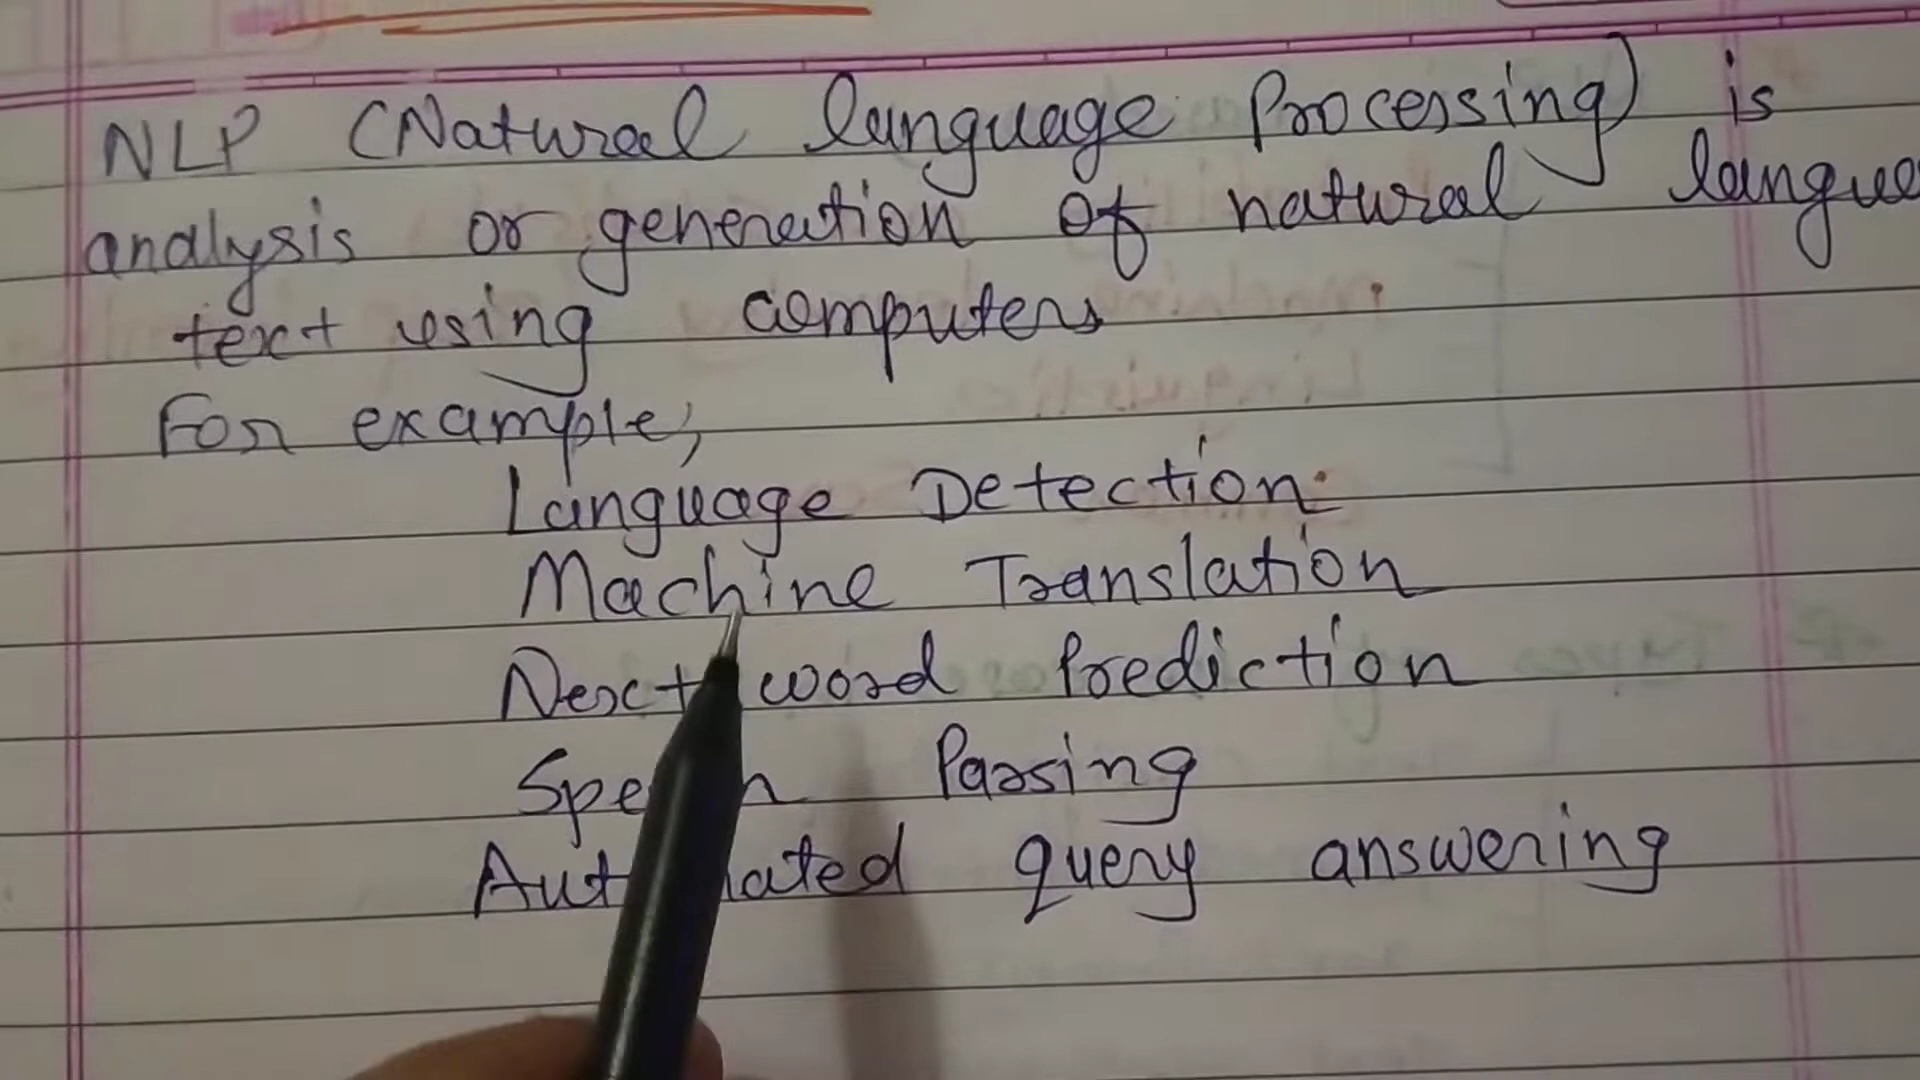 NLP (Natural language Processing) is
analysis or generation of natural
text using computers
For example,
Language Detection
Machine Translation
Next word Prediction
Parsing
query answering